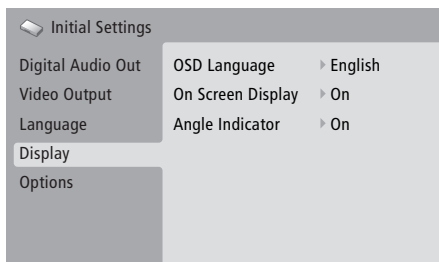 Initial Settings
Digital Audio Out
Video Output
Language
Display
Options
OSD Language English
On Screen Display On
Angle Indicator On